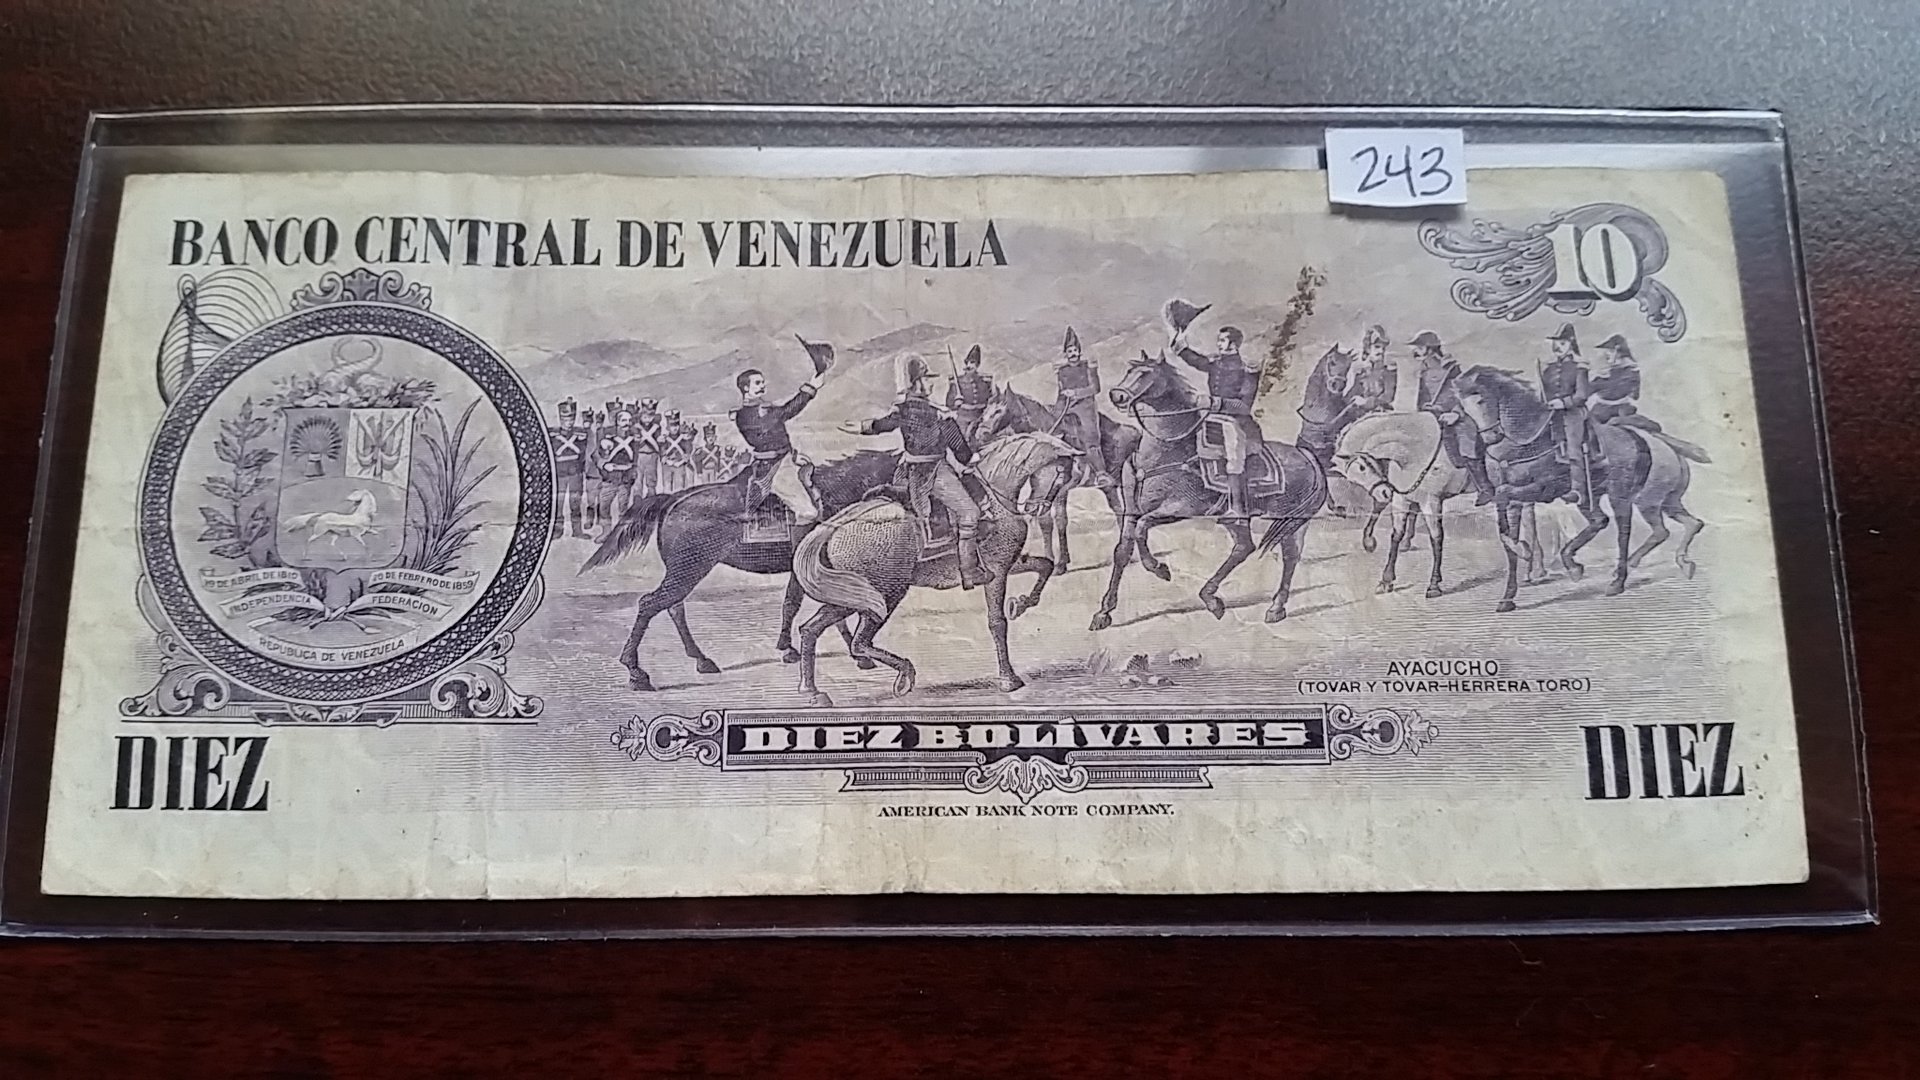 243
BANCO CENTRAL DE VENEZUELA
10
19 DE ABRIL DE 1810
20 DE FEBRERO DE 1859
INDEPENDENCIA
FEDERACION
REPUBLICA DE VENEZUELA
AYACUCHO
(TOVAR Y TOVAR-HERRERA TORO)
DIEZ
DIEZ BOLÍVARES
DIEZ
AMERICAN BANK NOTE COMPANY.